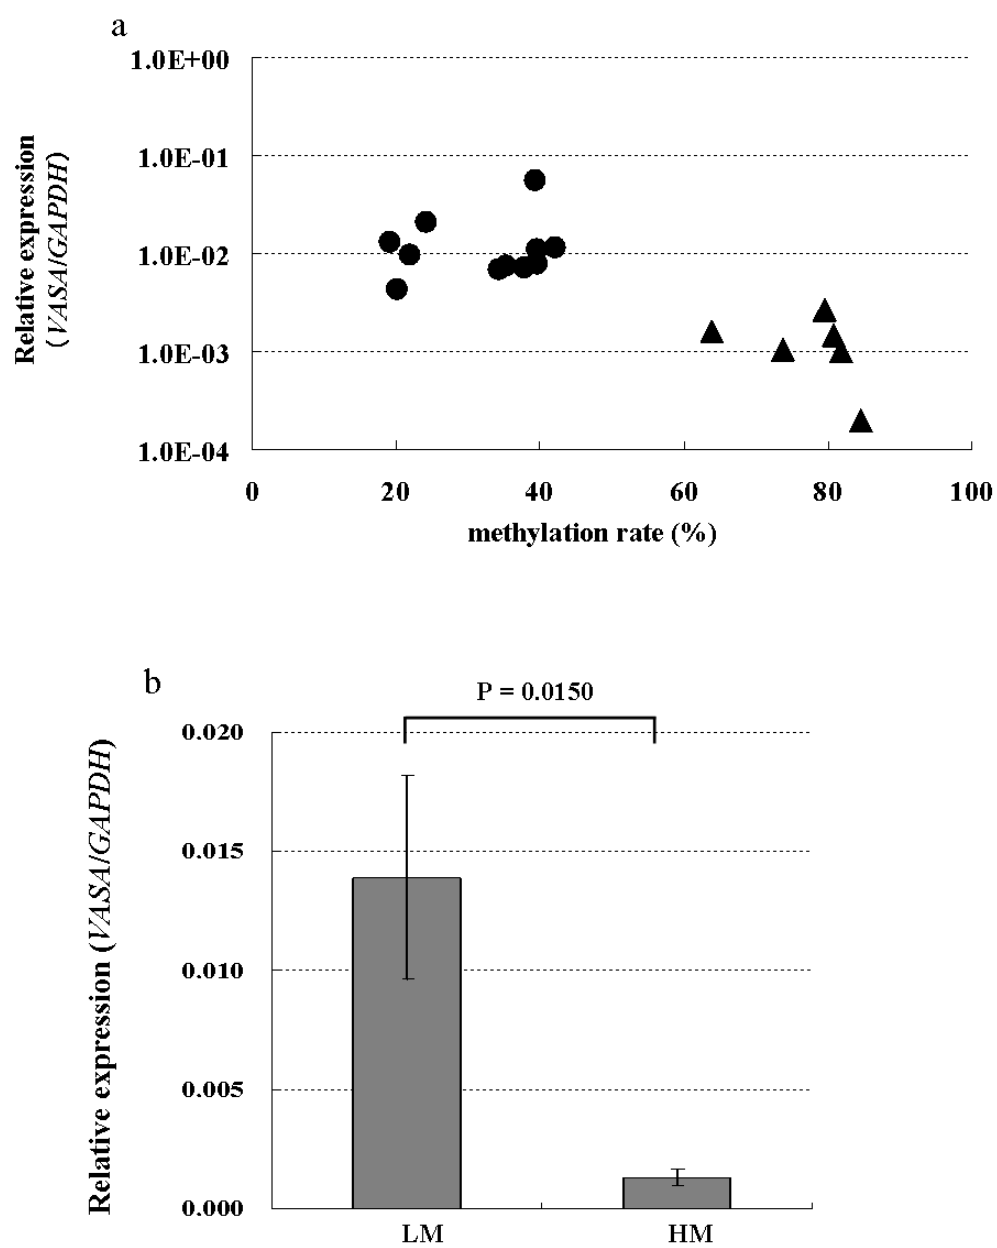 a
1.0E+00
1.0E-01
1.0E-02
1.0E-03
1.0E-04
Relative expression
(VASA/GAPDH)
0 20 40 60 80 100
methylation rate (%)
b
P = 0.0150
0.020
0.015
0.010
0.005
0.000
Relative expression (VASA/GAPDH)
LM HM